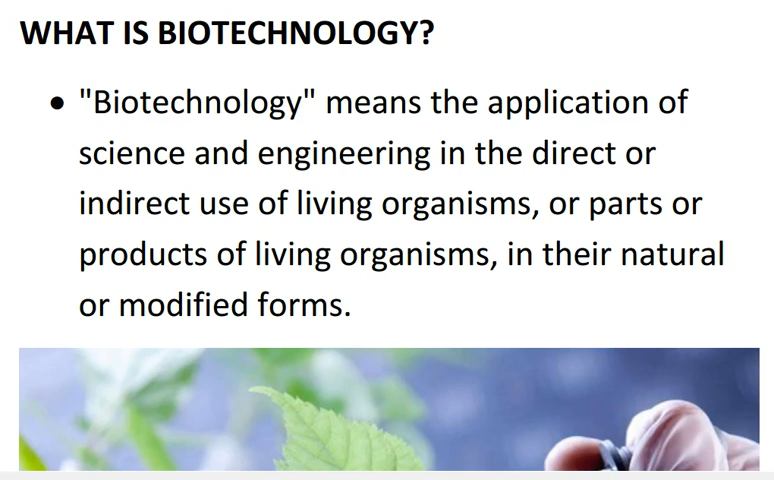 WHAT IS BIOTECHNOLOGY?
• "Biotechnology" means the application of
science and engineering in the direct or
indirect use of living organisms, or parts or
products of living organisms, in their natural
or modified forms.